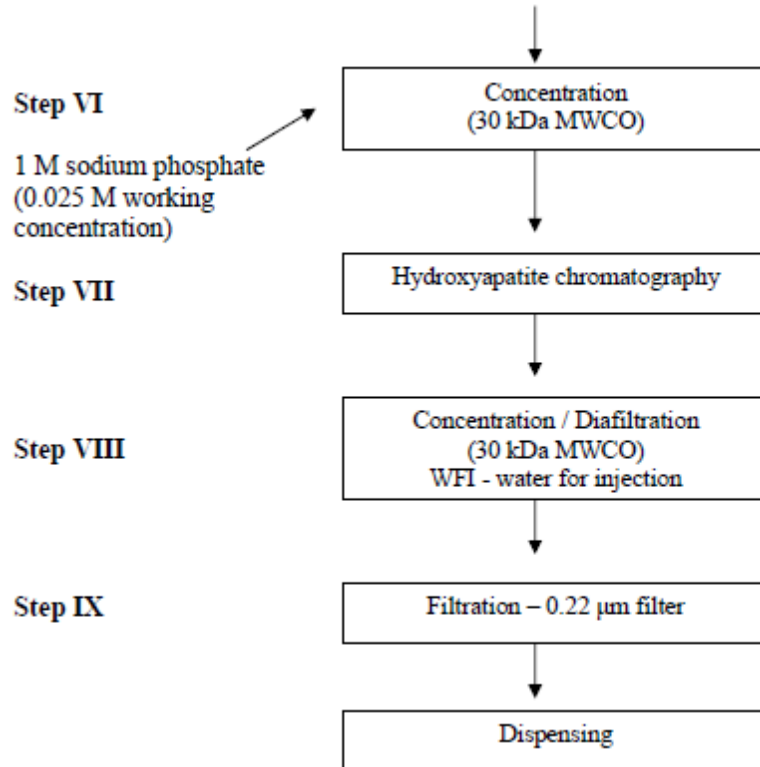 Step VI
Concentration
(30 kDa MWCO)
1 M sodium phosphate
(0.025 M working
concentration)
Step VII
Hydroxyapatite chromatography
Step VIII
Concentration / Diafiltration
(30 kDa MWCO)
WFI - water for injection
Step IX
Filtration – 0.22 μm filter
Dispensing